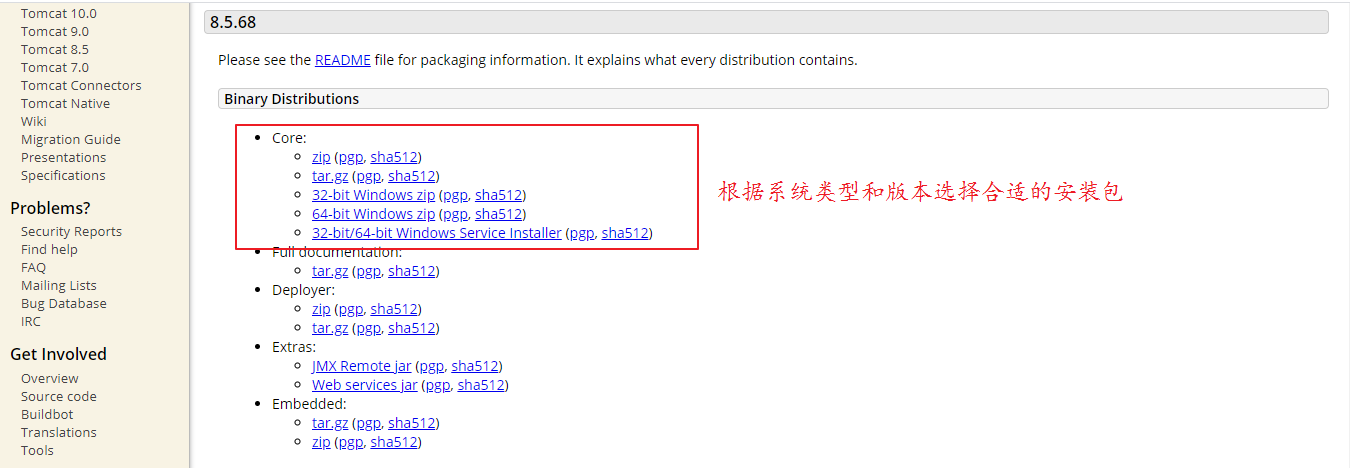 Tomcat 10.0
Tomcat 9.0
Tomcat 8.5
Tomcat 7.0
Tomcat Connectors
Tomcat Native
Wiki
Migration Guide
Presentations
Specifications
Problems?
Security Reports
Find help
FAQ
Mailing Lists
Bug Database
IRC
Get Involved
Overview
Source code
Buildbot
Translations
Tools
8.5.68
Please see the README file for packaging information. It explains what every distribution contains.
Binary Distributions
Core:
zip (pgp, sha512)
tar.gz (pgp, sha512)
32-bit Windows zip (pgp, sha512)
64-bit Windows zip (pgp, sha512)
32-bit/64-bit Windows Service Installer (pgp, sha512)
根据系统类型和版本选择合适的安装包
Full documentation:
tar.gz (pgp, sha512)
Deployer:
zip (pgp, sha512)
tar.gz (pgp, sha512)
Extras:
JMX Remote jar (pgp, sha512)
Web services jar (pgp, sha512)
Embedded:
tar.gz (pgp, sha512)
zip (pgp, sha512)